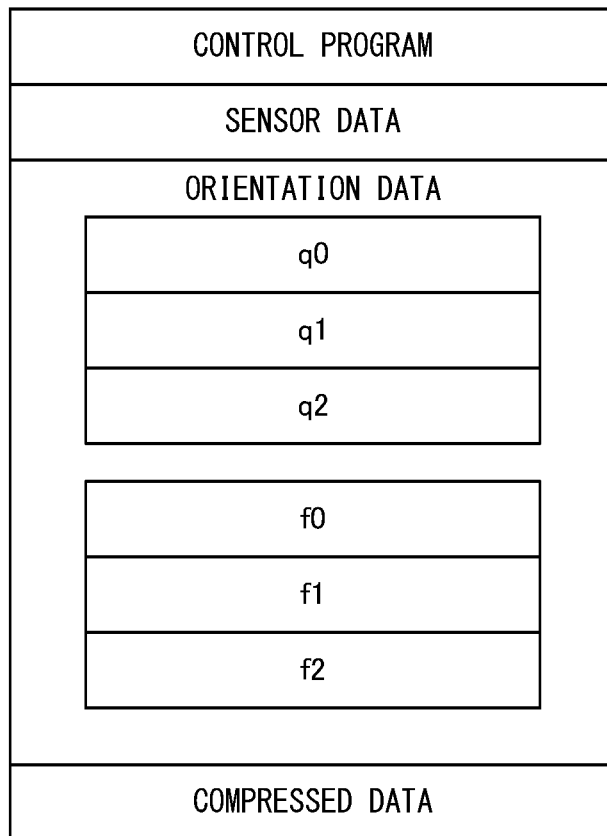 CONTROL PROGRAM
SENSOR DATA
ORIENTATION DATA
q0
q1
q2
f0
f1
f2
COMPRESSED DATA